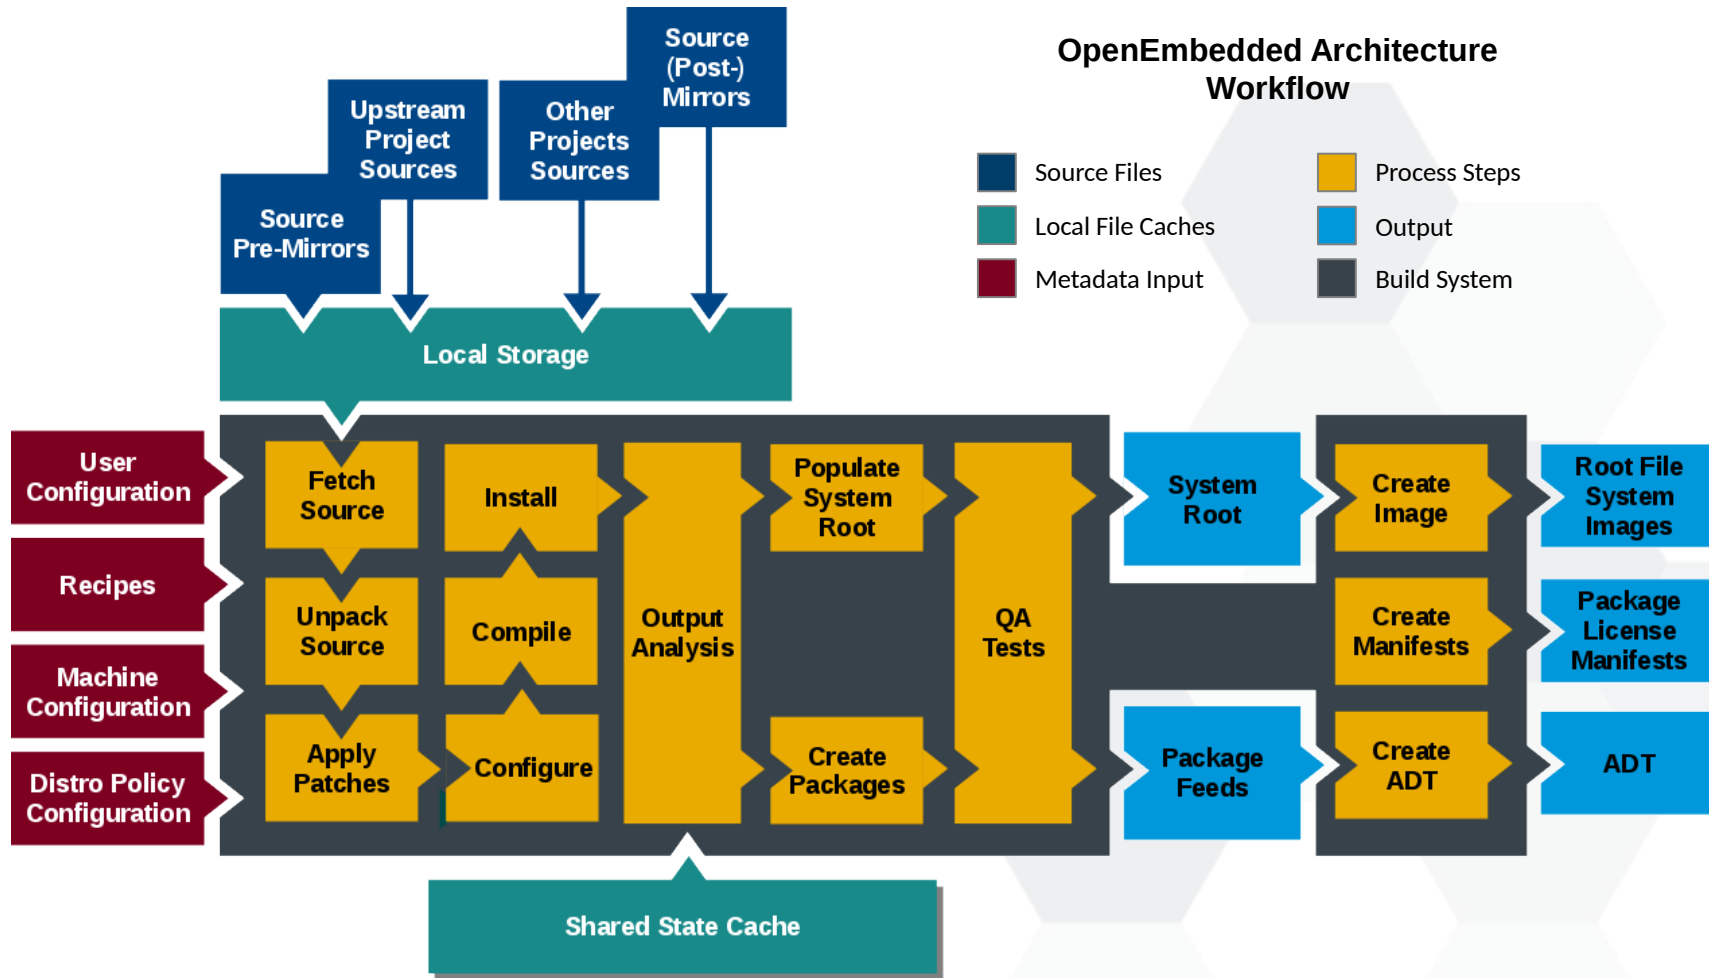 OpenEmbedded Architecture
Workflow
Source Files
Local File Caches
Metadata Input
Process Steps
Output
Build System
Source
(Post-)
Mirrors
Upstream
Project
Sources
Other
Projects
Sources
Source
Pre-Mirrors
Local Storage
User
Configuration
Recipes
Machine
Configuration
Distro Policy
Configuration
Fetch
Source
Unpack
Source
Apply
Patches
Install
Compile
Configure
Output
Analysis
Populate
System
Root
Create
Packages
QA
Tests
System
Root
Package
Feeds
Create
Image
Create
Manifests
Create
ADT
Root File
System
Images
Package
License
Manifests
ADT
Shared State Cache